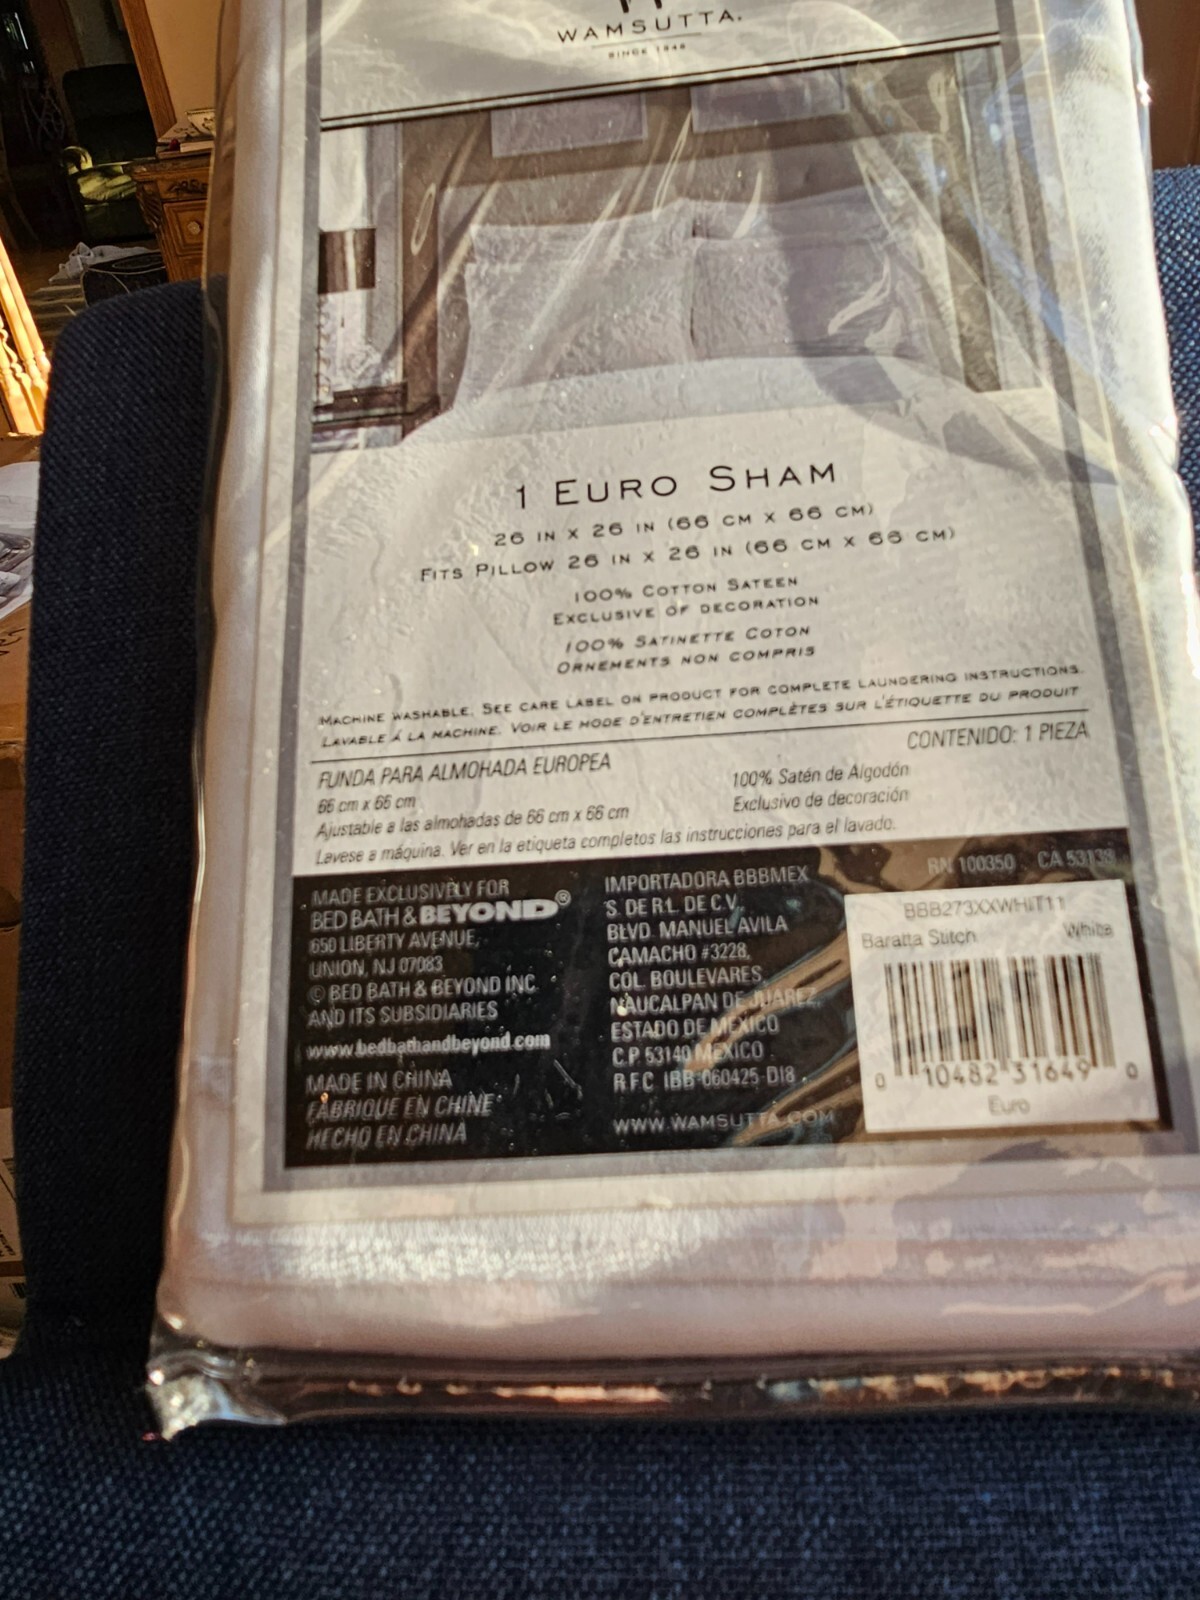 WAMSUTTA.
SINCE 1846
1 EURO SHAM
26 IN X 26 IN (66 CM X 66 CM)
FITS PILLOW 26 IN X 26 IN (66 CM X 66 CM)
100% COTTON SATEEN
EXCLUSIVE OF DECORATION
100% SATINETTE COTON
ORNEMENTS NON COMPRIS
MACHINE WASHABLE. SEE CARE LABEL ON PRODUCT FOR COMPLETE LAUNDERING INSTRUCTIONS.
LAVABLE À LA MACHINE. VOIR LE MODE D'ENTRETIEN COMPLÈTES SUR L'ÉTIQUETTE DU PRODUIT
FUNDA PARA ALMOHADA EUROPEA
CONTENIDO: 1 PIEZA
66 cm x 66 cm
100% Satén de Algodón
Ajustable a las almohadas de 66 cm x 66 cm
Exclusivo de decoración
Lavese a máquina. Ver en la etiqueta completos las instrucciones para el lavado.
MADE EXCLUSIVELY FOR
BED BATH & BEYOND®
650 LIBERTY AVENUE,
UNION, NJ 07083
© BED BATH & BEYOND INC.
AND ITS SUBSIDIARIES
www.bedbathandbeyond.com
MADE IN CHINA
FABRIQUE EN CHINE
HECHO EN CHINA
IMPORTADORA BBBMEX
S. DE R.L. DE C.V.,
BLVD. MANUEL AVILA
CAMACHO #3228,
COL. BOULEVARES
NAUCALPAN DE JUAREZ,
ESTADO DE MEXICO
C.P. 53140 MEXICO
R.F.C. IBB-060425-DI8
WWW.WAMSUTTA.COM
RN 100350 CA 53138
BBB273XXWHIT11
Baratta Stitch White
0 10482 31649 0
Euro